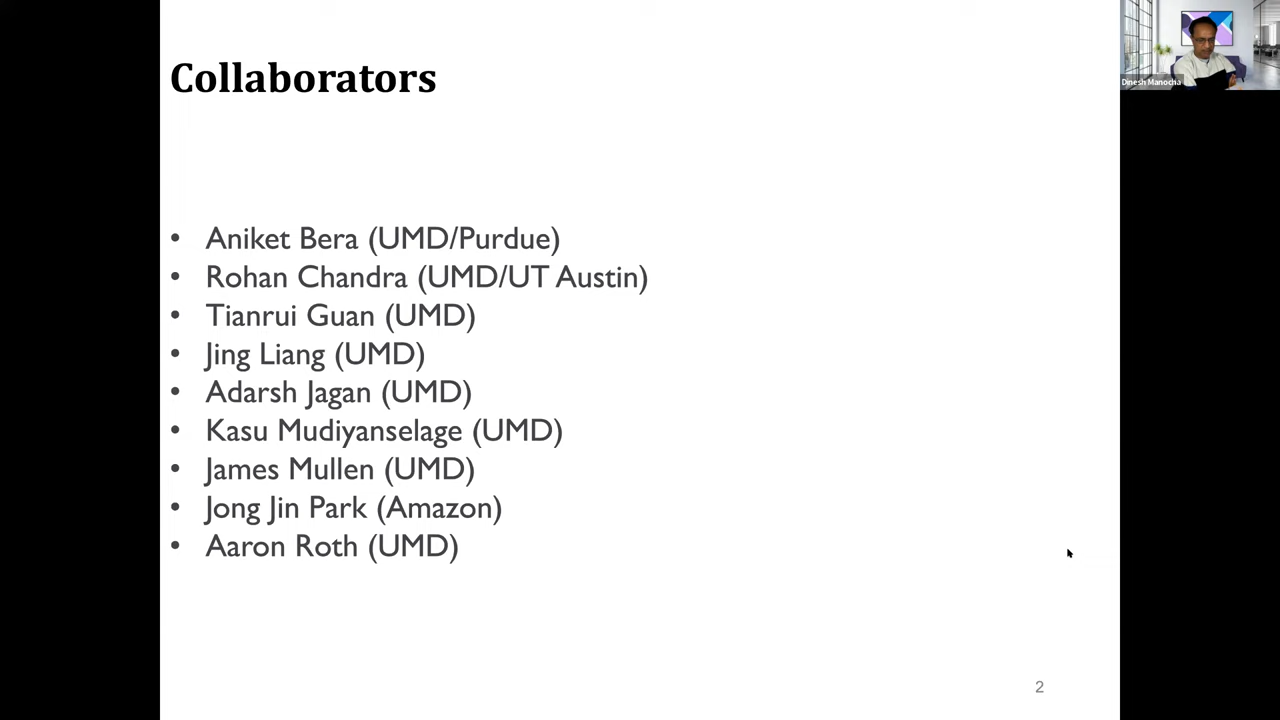 Collaborators
Dinesh Manocha
• Aniket Bera (UMD/Purdue)
• Rohan Chandra (UMD/UT Austin)
• Tianrui Guan (UMD)
• Jing Liang (UMD)
• Adarsh Jagan (UMD)
• Kasu Mudiyanselage (UMD)
• James Mullen (UMD)
• Jong Jin Park (Amazon)
• Aaron Roth (UMD)
2